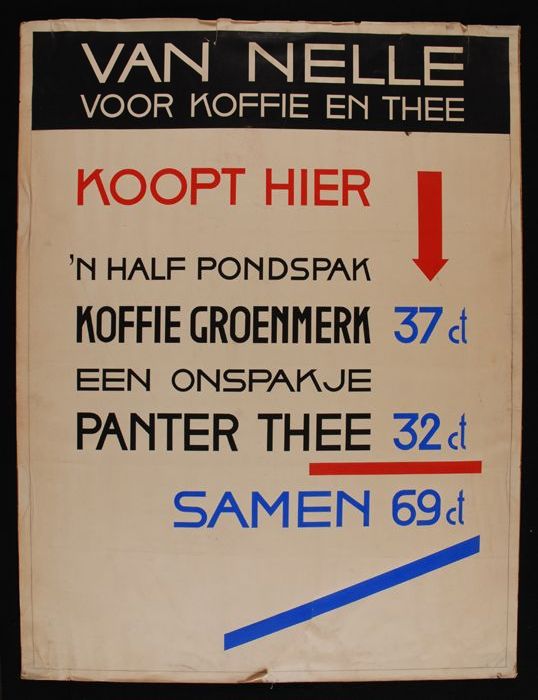 VAN NELLE
VOOR KOFFIE EN THEE
KOOPT HIER
'N HALF PONDSPAK
KOFFIE GROENMERK 37 ct
EEN ONSPAKJE
PANTER THEE 32 ct
SAMEN 69 ct